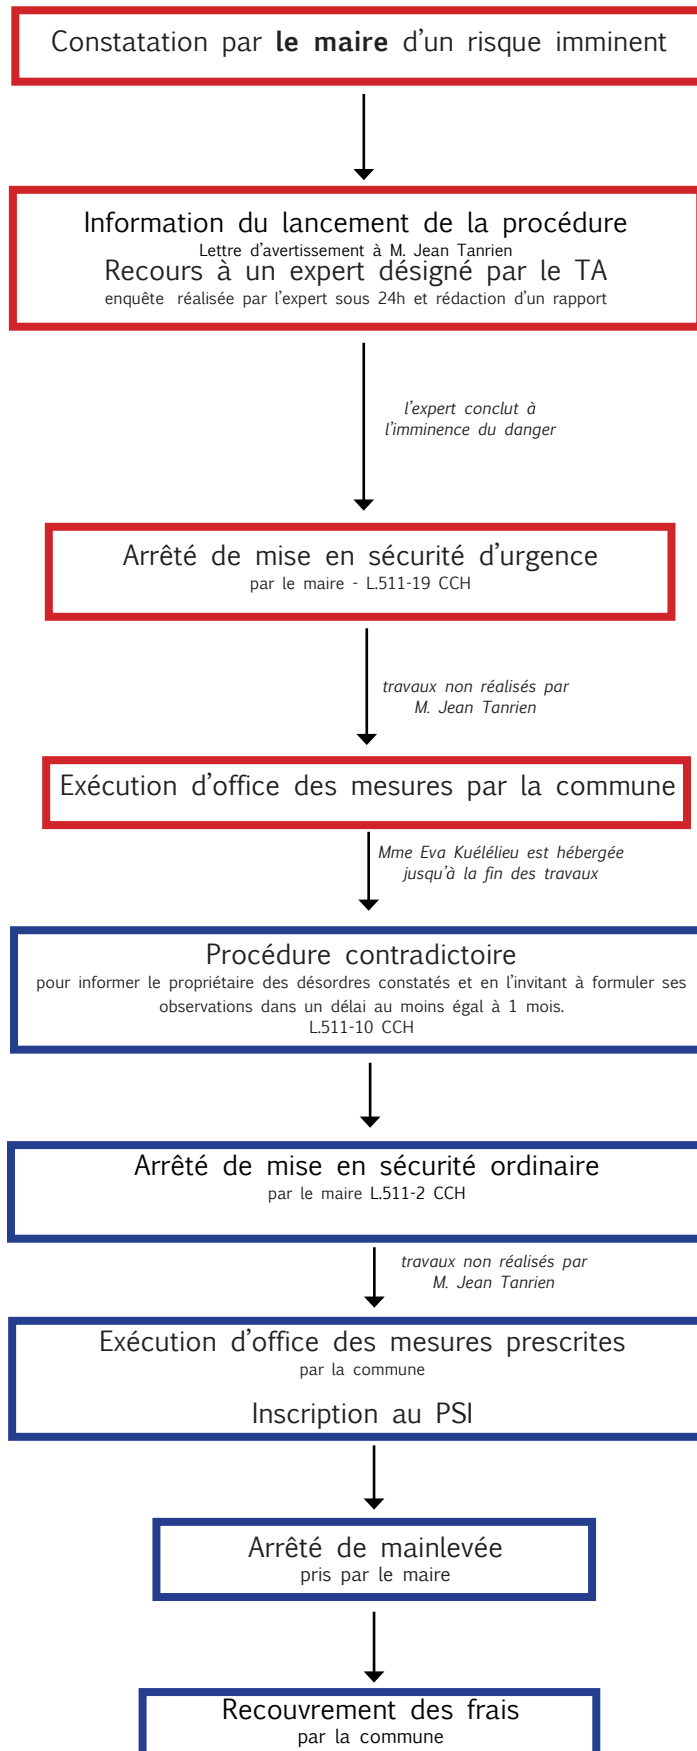 Constatation par le maire d'un risque imminent
Information du lancement de la procédure
Lettre d'avertissement à M. Jean Tanrien
Recours à un expert désigné par le TA
enquête réalisée par l'expert sous 24h et rédaction d'un rapport
l'expert conclut à
l'imminence du danger
Arrêté de mise en sécurité d'urgence
par le maire - L.511-19 CCH
travaux non réalisés par
M. Jean Tanrien
Exécution d'office des mesures par la commune
Mme Eva Kuélélieu est hébergée
jusqu'à la fin des travaux
Procédure contradictoire
pour informer le propriétaire des désordres constatés et en l'invitant à formuler ses
observations dans un délai au moins égal à 1 mois.
L.511-10 CCH
Arrêté de mise en sécurité ordinaire
par le maire L.511-2 CCH
travaux non réalisés par
M. Jean Tanrien
Exécution d'office des mesures prescrites
par la commune
Inscription au PSI
Arrêté de mainlevée
pris par le maire
Recouvrement des frais
par la commune